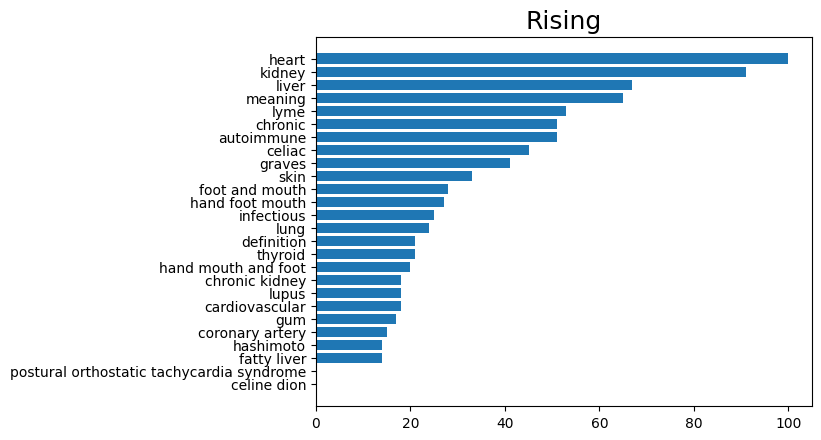 Rising
heart
kidney
liver
meaning
lyme
chronic
autoimmune
celiac
graves
skin
foot and mouth
hand foot mouth
infectious
lung
definition
thyroid
hand mouth and foot
chronic kidney
lupus
cardiovascular
gum
coronary artery
hashimoto
fatty liver
postural orthostatic tachycardia syndrome
celine dion
0 20 40 60 80 100